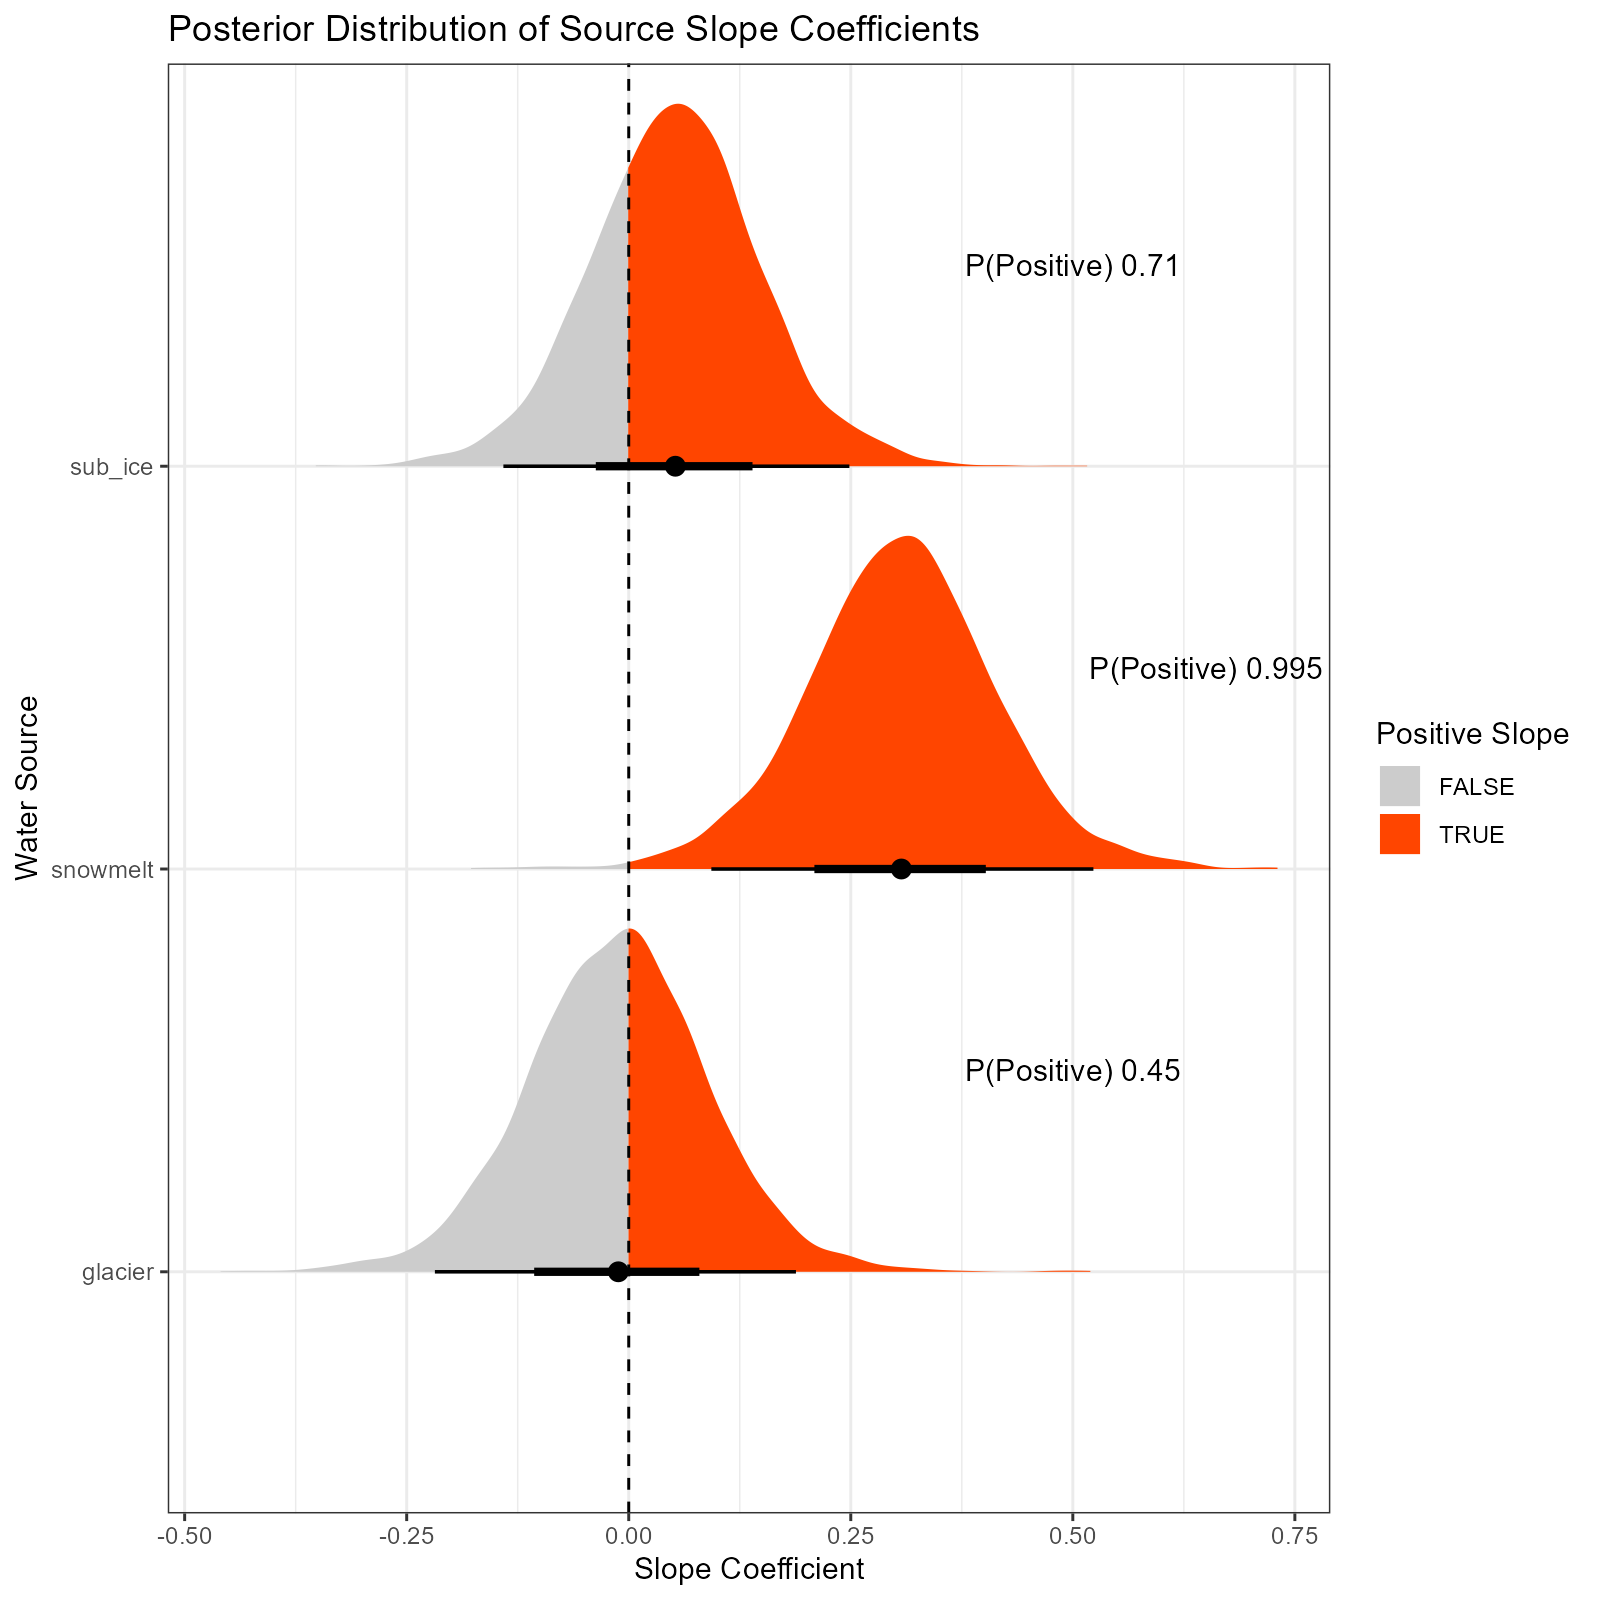 Posterior Distribution of Source Slope Coefficients
P(Positive) 0.71
sub_ice
P(Positive) 0.995
snowmelt
P(Positive) 0.45
glacier
Water Source
Positive Slope
FALSE
TRUE
-0.50 -0.25 0.00 0.25 0.50 0.75
Slope Coefficient